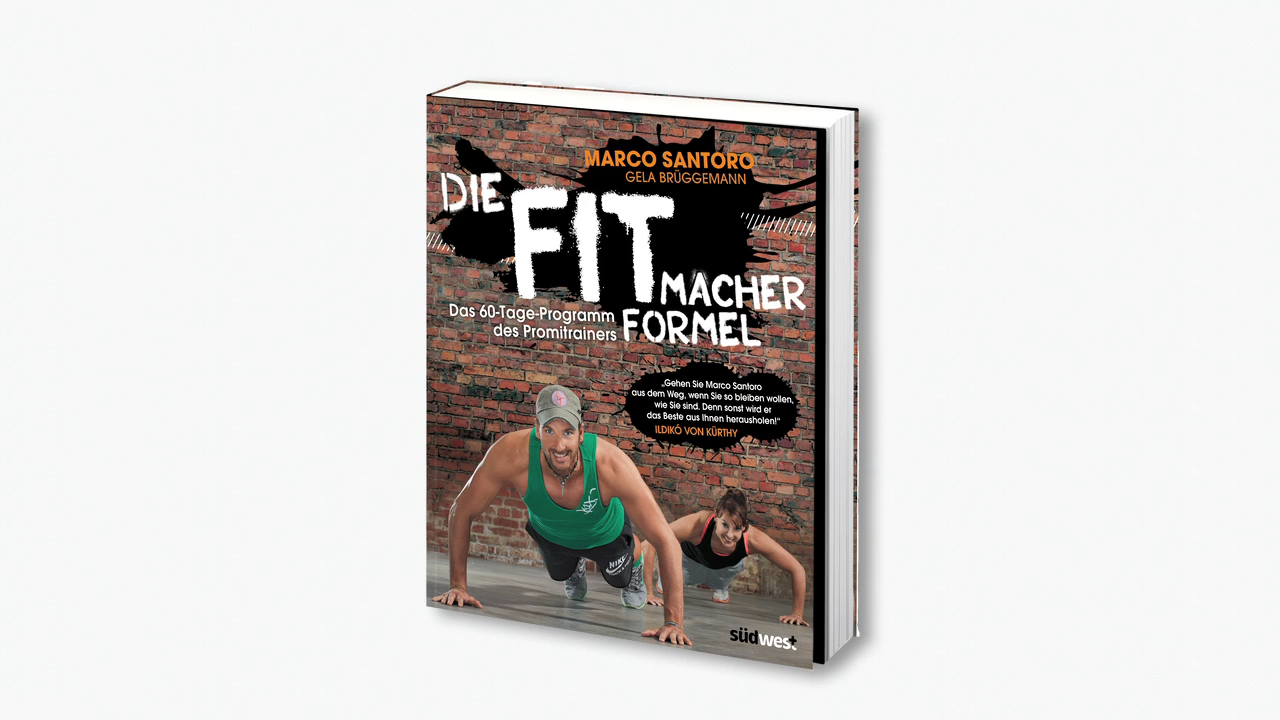 MARCO SANTORO
GELA BRÜGGEMANN
DIE
FIT
MACHER
FORMEL
Das 60-Tage-Programm
des Promitrainers
„Gehen Sie Marco Santoro
aus dem Weg, wenn Sie so bleiben wollen,
wie Sie sind. Denn sonst wird er
das Beste aus Ihnen herausholen!“
ILDIKÓ VON KÜRTHY
NIKE
südwest